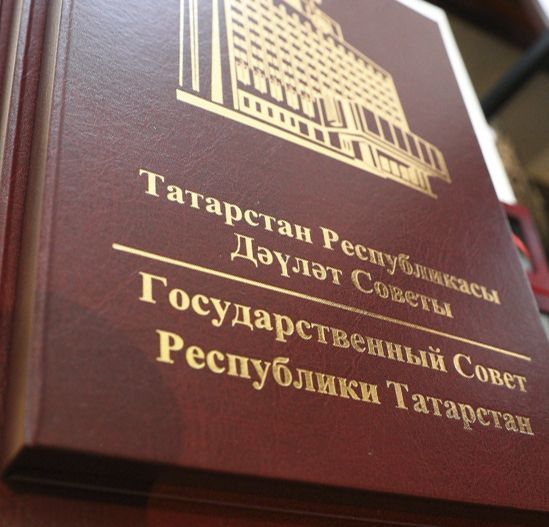 Татарстан Республикасы
Дәүләт Советы
Государственный Совет
Республики Татарстан